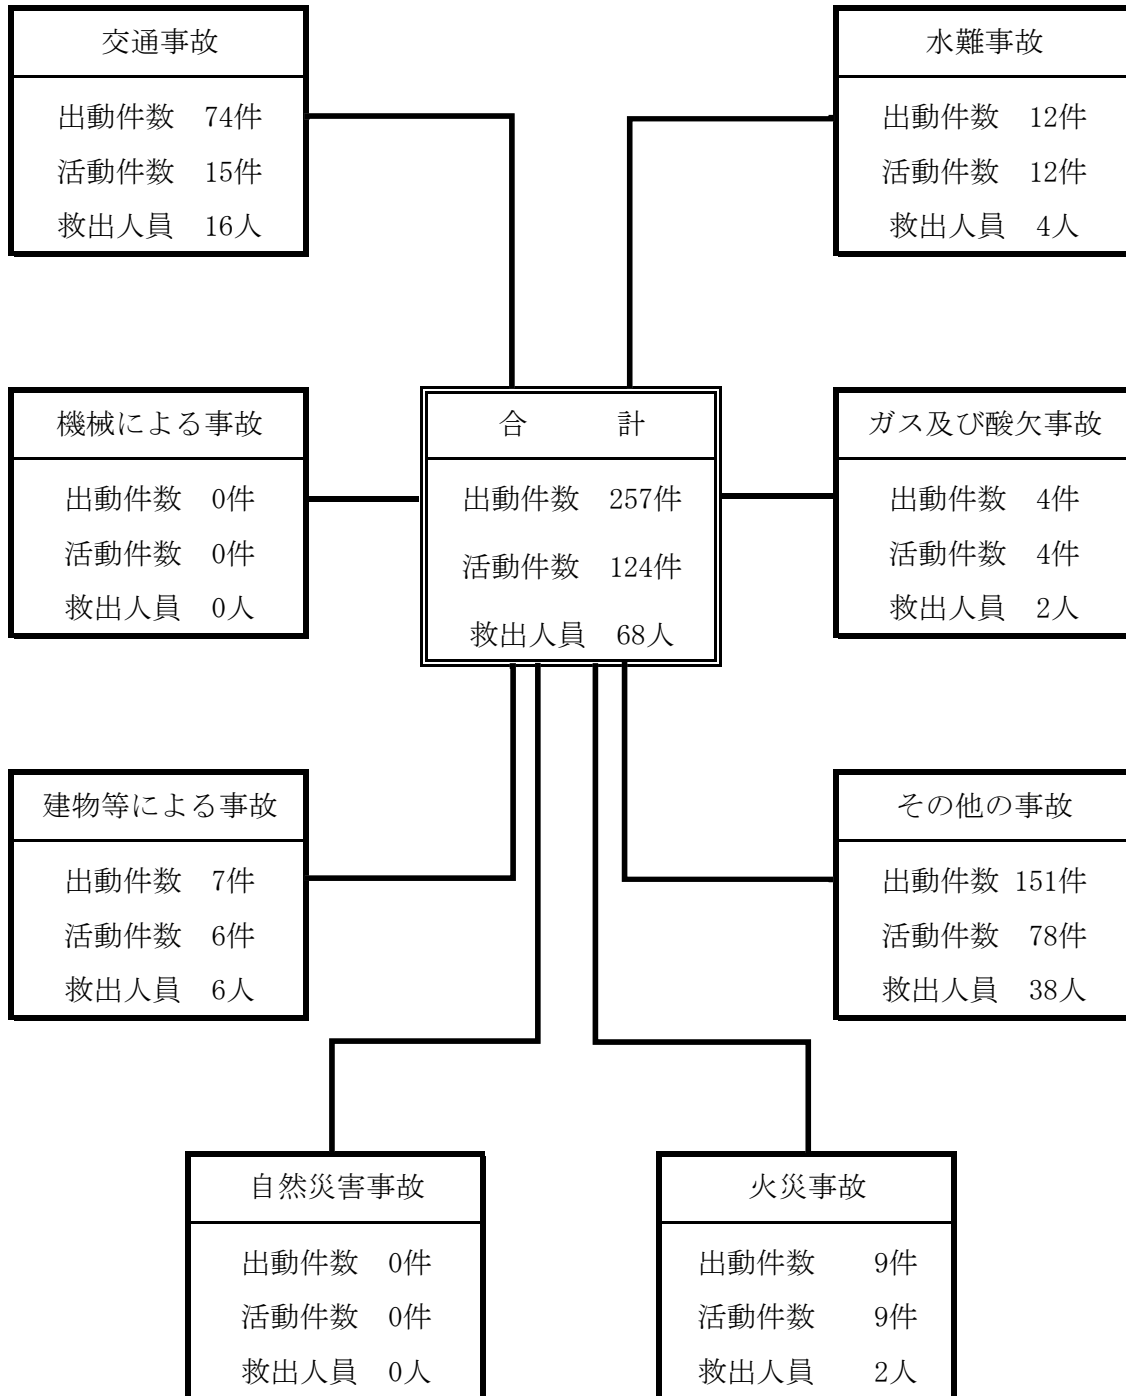 交通事故
出動件数 74件
活動件数 15件
救出人員 16人
水難事故
出動件数 12件
活動件数 12件
救出人員 4人
機械による事故
出動件数 0件
活動件数 0件
救出人員 0人
合 計
出動件数 257件
活動件数 124件
救出人員 68人
ガス及び酸欠事故
出動件数 4件
活動件数 4件
救出人員 2人
建物等による事故
出動件数 7件
活動件数 6件
救出人員 6人
その他の事故
出動件数 151件
活動件数 78件
救出人員 38人
自然災害事故
出動件数 0件
活動件数 0件
救出人員 0人
火災事故
出動件数 9件
活動件数 9件
救出人員 2人